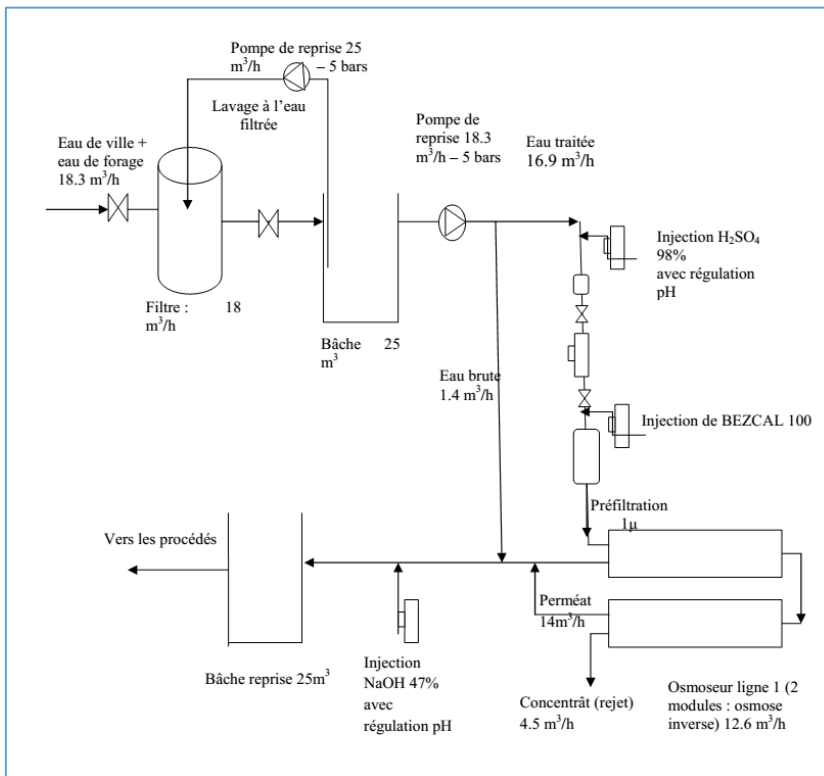 Pompe de reprise 25
m³/h – 5 bars
Lavage à l’eau
filtrée
Eau de ville +
eau de forage
18.3 m³/h
Pompe de
reprise 18.3
m³/h – 5 bars
Eau traitée
16.9 m³/h
Injection H₂SO₄
98%
avec régulation
pH
Filtre : 18
m³/h
Bâche 25
m³
Eau brute
1.4 m³/h
Injection de BEZCAL 100
Préfiltration
1µ
Vers les procédés
Perméat
14m³/h
Bâche reprise 25m³
Injection
NaOH 47%
avec
régulation pH
Concentrât (rejet)
4.5 m³/h
Osmoseur ligne 1 (2
modules : osmose
inverse) 12.6 m³/h